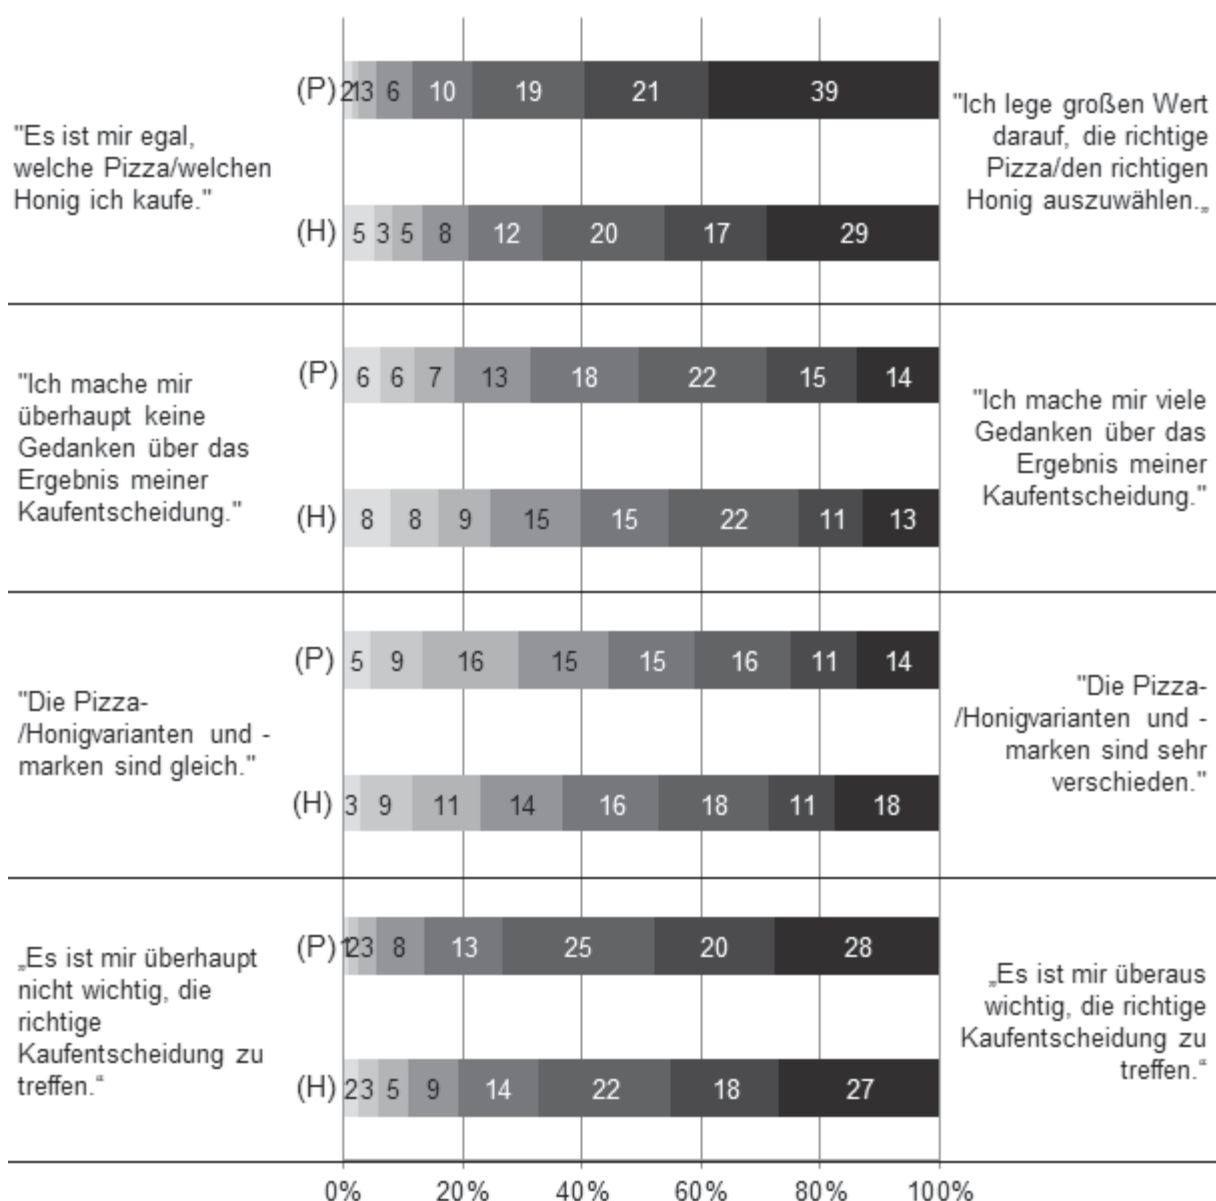 (P) 2 1 3 6 10 19 21 39
"Es ist mir egal,
welche Pizza/welchen
Honig ich kaufe."
"Ich lege großen Wert
darauf, die richtige
Pizza/den richtigen
Honig auszuwählen.„
(H) 5 3 5 8 12 20 17 29
(P) 6 6 7 13 18 22 15 14
"Ich mache mir
überhaupt keine
Gedanken über das
Ergebnis meiner
Kaufentscheidung."
"Ich mache mir viele
Gedanken über das
Ergebnis meiner
Kaufentscheidung."
(H) 8 8 9 15 15 22 11 13
(P) 5 9 16 15 15 16 11 14
"Die Pizza-
/Honigvarianten und -
marken sind gleich."
"Die Pizza-
/Honigvarianten und -
marken sind sehr
verschieden."
(H) 3 9 11 14 16 18 11 18
(P) 1 2 3 8 13 25 20 28
„Es ist mir überhaupt
nicht wichtig, die
richtige
Kaufentscheidung zu
treffen.“
„Es ist mir überaus
wichtig, die richtige
Kaufentscheidung zu
treffen.“
(H) 2 3 5 9 14 22 18 27
0% 20% 40% 60% 80% 100%